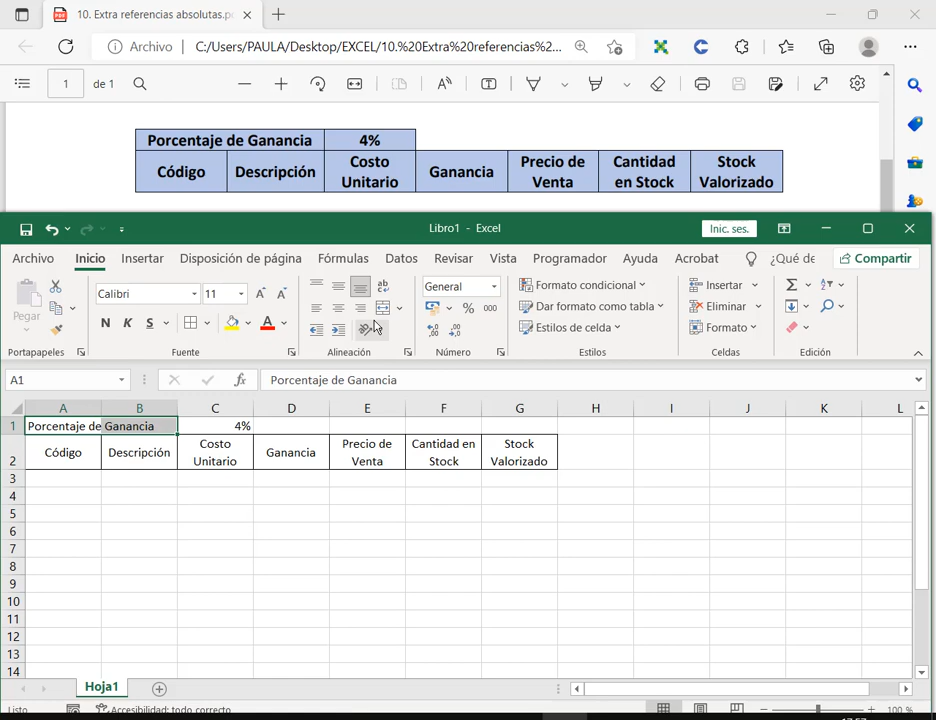 10. Extra referencias absolutas.p
Archivo
C:/Users/PAULA/Desktop/EXCEL/10.%20Extra%20referencias%2...
1
de 1
Porcentaje de Ganancia 4%
Código Descripción Costo Unitario Ganancia Precio de Venta Cantidad en Stock Stock Valorizado
Libro1 - Excel
Inic. ses.
Archivo Inicio Insertar Disposición de página Fórmulas Datos Revisar Vista Programador Ayuda Acrobat ¿Qué de Compartir
Pegar
Calibri 11
N K S
General
% 000
Formato condicional
Dar formato como tabla
Estilos de celda
Insertar
Eliminar
Formato
Portapapeles Fuente Alineación Número Estilos Celdas Edición
A1 fx Porcentaje de Ganancia
A B C D E F G H I J K L
1 Porcentaje de Ganancia 4%
2 Código Descripción Costo Unitario Ganancia Precio de Venta Cantidad en Stock Stock Valorizado
3
4
5
6
7
8
9
10
11
12
13
14
Hoja1
Listo Accesibilidad: todo correcto 100 %